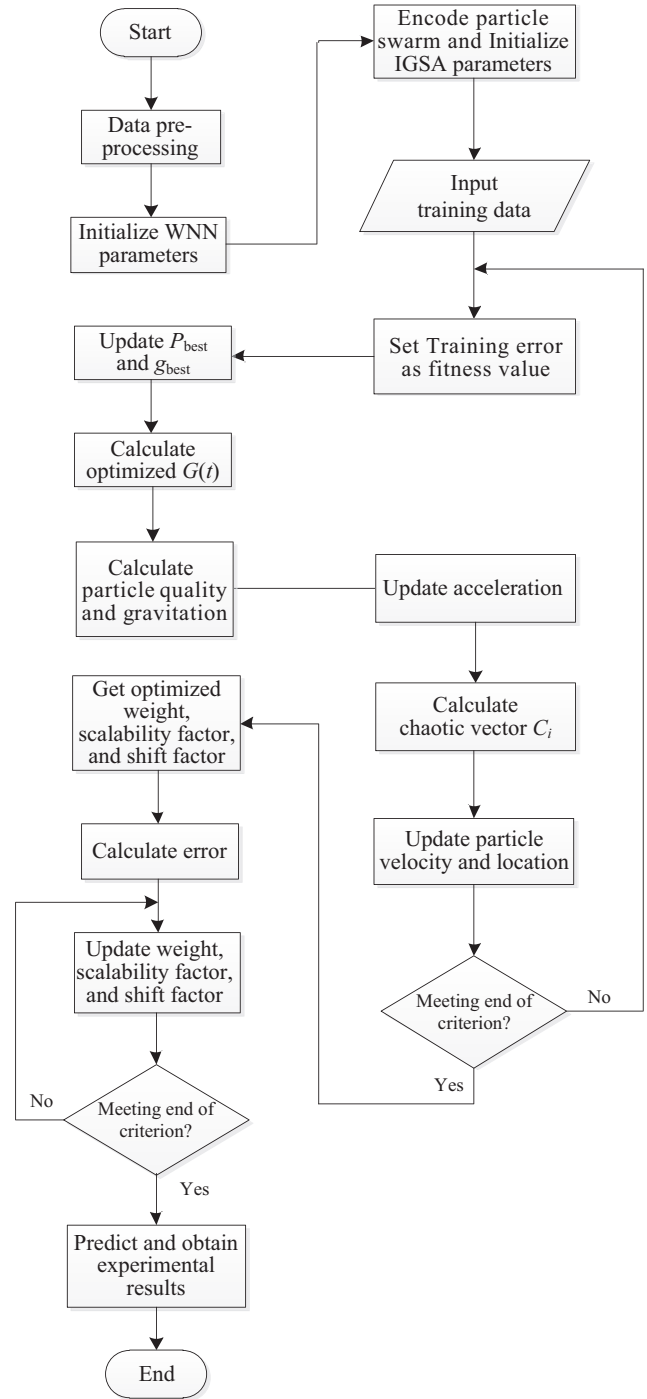 Start
Data pre-
processing
Initialize WNN
parameters
Encode particle
swarm and Initialize
IGSA parameters
Input
training data
Set Training error
as fitness value
Update Pbest
and gbest
Calculate
optimized G(t)
Calculate
particle quality
and gravitation
Update acceleration
Calculate
chaotic vector Ci
Update particle
velocity and location
Meeting end of
criterion?
No
Yes
Get optimized
weight,
scalability factor,
and shift factor
Calculate error
Update weight,
scalability factor,
and shift factor
Meeting end of
criterion?
No
Yes
Predict and obtain
experimental
results
End